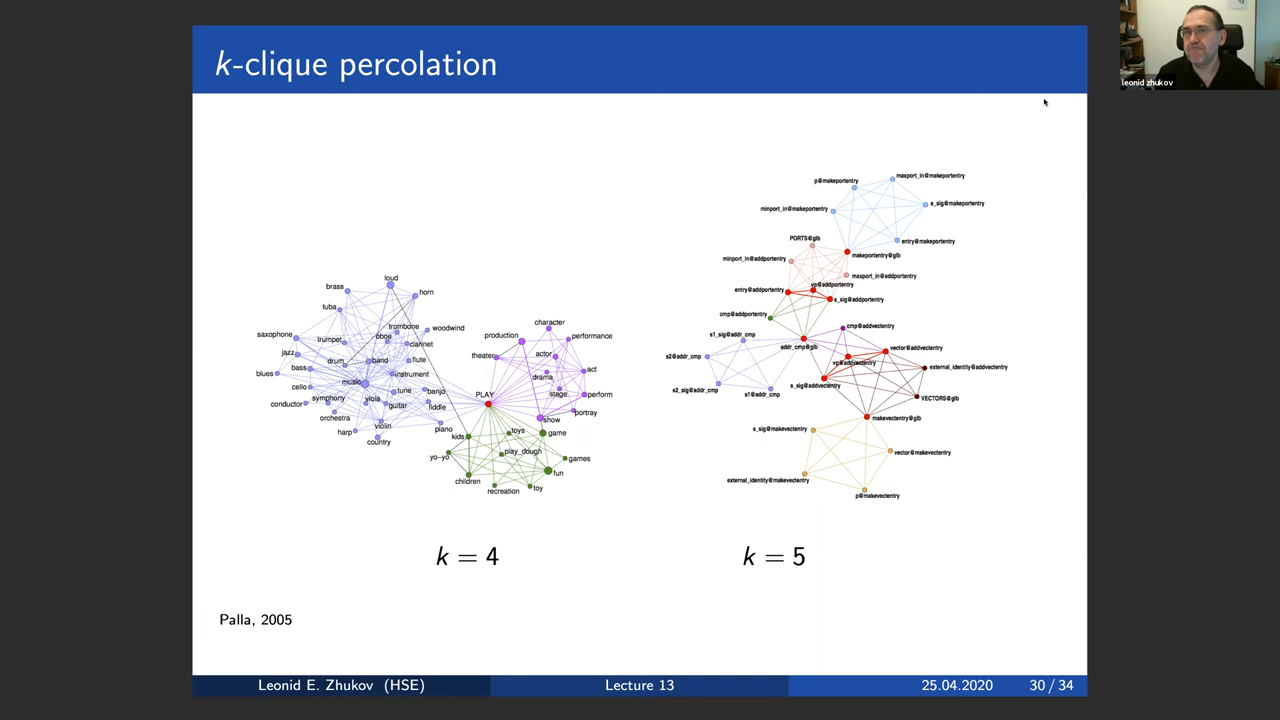 k-clique percolation
leonid zhukov
loud
brass
horn
tuba
trombone
woodwind
saxophone
trumpet
oboe
clarinet
jazz
drum
band
flute
blues
bass
instrument
music
cello
tune
banjo
conductor
symphony
viola
guitar
fiddle
orchestra
violin
piano
harp
country
PLAY
character
production
performance
theater
actor
act
drama
stage
perform
portray
show
kids
toys
game
yo-yo
play_dough
games
fun
children
recreation
toy
p@makeportentry
maxport_in@makeportentry
minport_in@makeportentry
s_sig@makeportentry
PORTS@glb
entry@makeportentry
makeportentry@glb
minport_in@addportentry
maxport_in@addportentry
vp@addportentry
entry@addportentry
s_sig@addportentry
cmp@addportentry
cmp@addvectentry
s1_sig@addr_cmp
addr_cmp@glb
vector@addvectentry
s2@addr_cmp
vp@addvectentry
external_identity@addvectentry
s_sig@addvectentry
s2_sig@addr_cmp
s1@addr_cmp
VECTORS@glb
makevectentry@glb
s_sig@makevectentry
vector@makevectentry
external_identity@makevectentry
p@makevectentry
k = 4
k = 5
Palla, 2005
Leonid E. Zhukov (HSE)
Lecture 13
25.04.2020
30 / 34